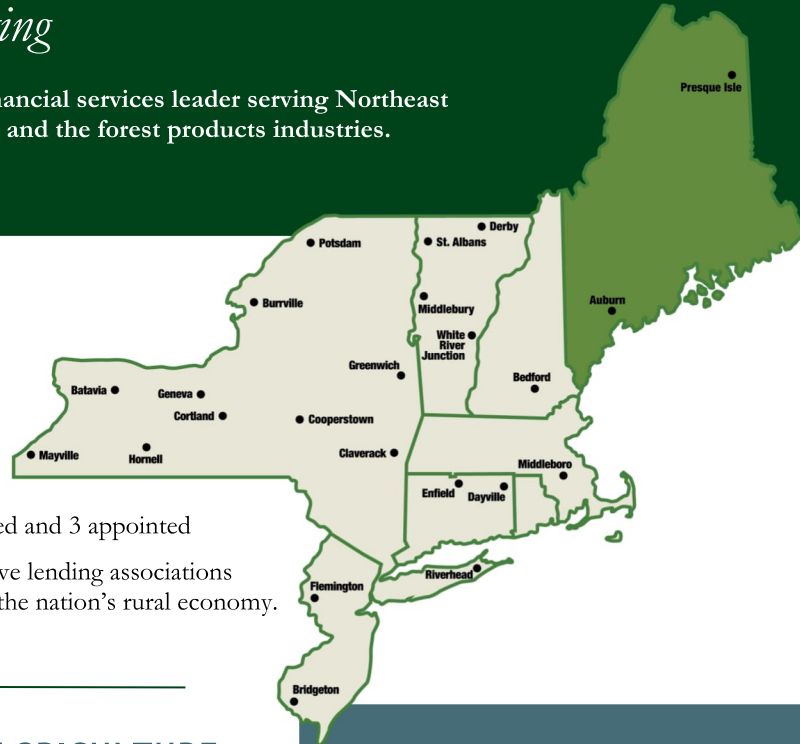 ancial services leader serving Northeast
and the forest products industries.
Presque Isle
Derby
Potsdam
St. Albans
Burrville
Middlebury
Auburn
White
River
Junction
Greenwich
Bedford
Batavia
Geneva
Cortland
Cooperstown
Mayville
Hornell
Claverack
Middleboro
Enfield
Dayville
ed and 3 appointed
ve lending associations
the nation’s rural economy.
Riverhead
Flemington
Bridgeton